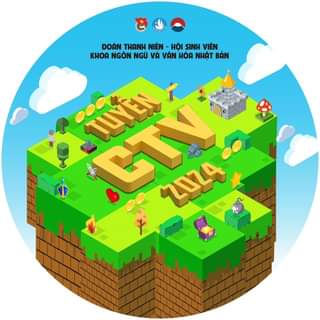 ĐOÀN THANH NIÊN - HỘI SINH VIÊN
KHOA NGÔN NGỮ VÀ VĂN HÓA NHẬT BẢN
TUYỂN
CTV
2024